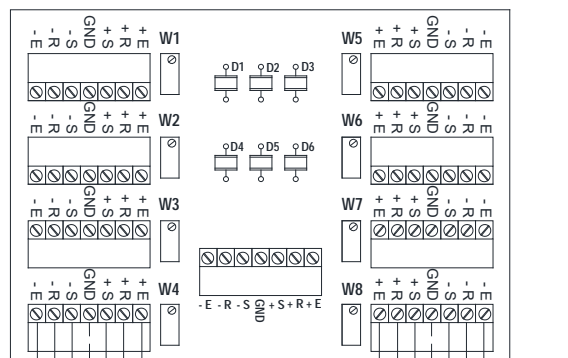 - E - R - S GND + S + R + E W1 D1 D2 D3 W5 + E + R + S GND - S - R - E
- E - R - S GND + S + R + E W2 D4 D5 D6 W6 + E + R + S GND - S - R - E
- E - R - S GND + S + R + E W3 W7 + E + R + S GND - S - R - E
- E - R - S GND + S + R + E W4 - E - R - S GND + S + R + E W8 + E + R + S GND - S - R - E